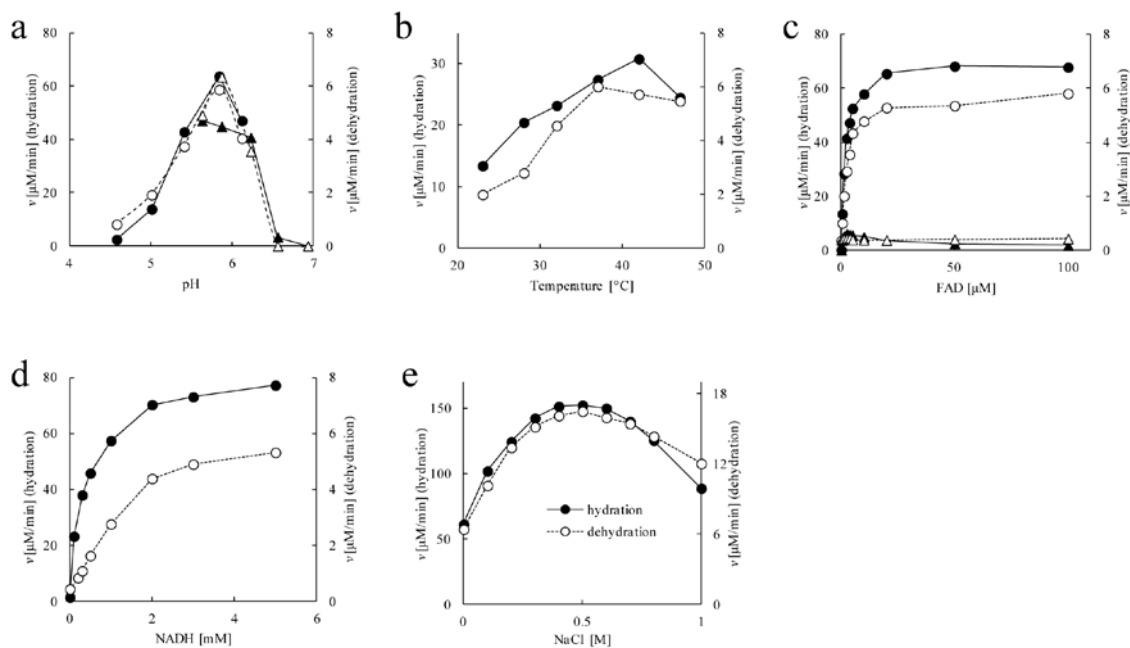 a
v [μM/min] (hydration)
80
60
40
20
0
8
6
4
2
0
v [μM/min] (dehydration)
4
5
6
7
pH
b
v [μM/min] (hydration)
30
20
10
0
8
6
4
2
0
v [μM/min] (dehydration)
20
30
40
50
Temperature [°C]
c
v [μM/min] (hydration)
80
60
40
20
0
8
6
4
2
0
v [μM/min] (dehydration)
0
50
100
FAD [μM]
d
v [μM/min] (hydration)
80
60
40
20
0
8
6
4
2
0
v [μM/min] (dehydration)
0
2
4
6
NADH [mM]
e
v [μM/min] (hydration)
150
100
50
0
18
12
6
0
v [μM/min] (dehydration)
hydration
dehydration
0
0.5
1
NaCl [M]